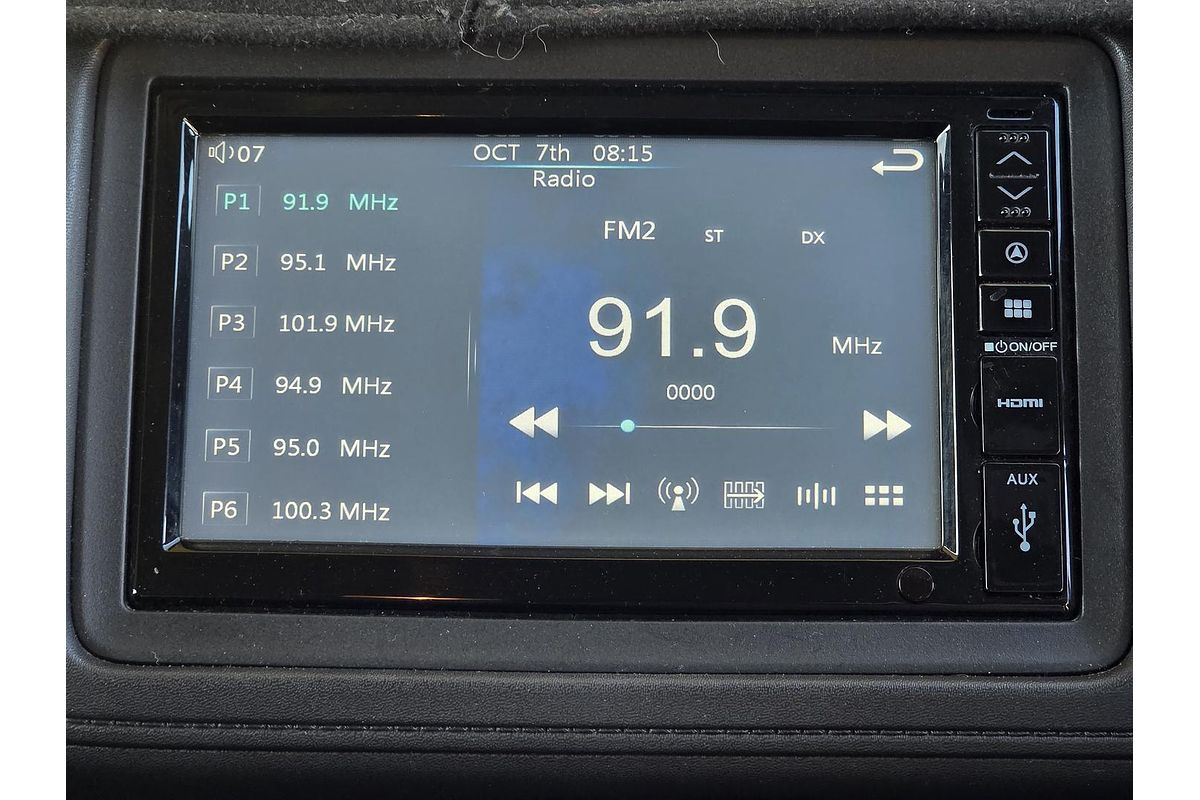 07
OCT 7th 08:15
Radio
P1 91.9 MHz
P2 95.1 MHz
P3 101.9 MHz
P4 94.9 MHz
P5 95.0 MHz
P6 100.3 MHz
FM2 ST DX
91.9 MHz
0000
ON/OFF
HDMI
AUX